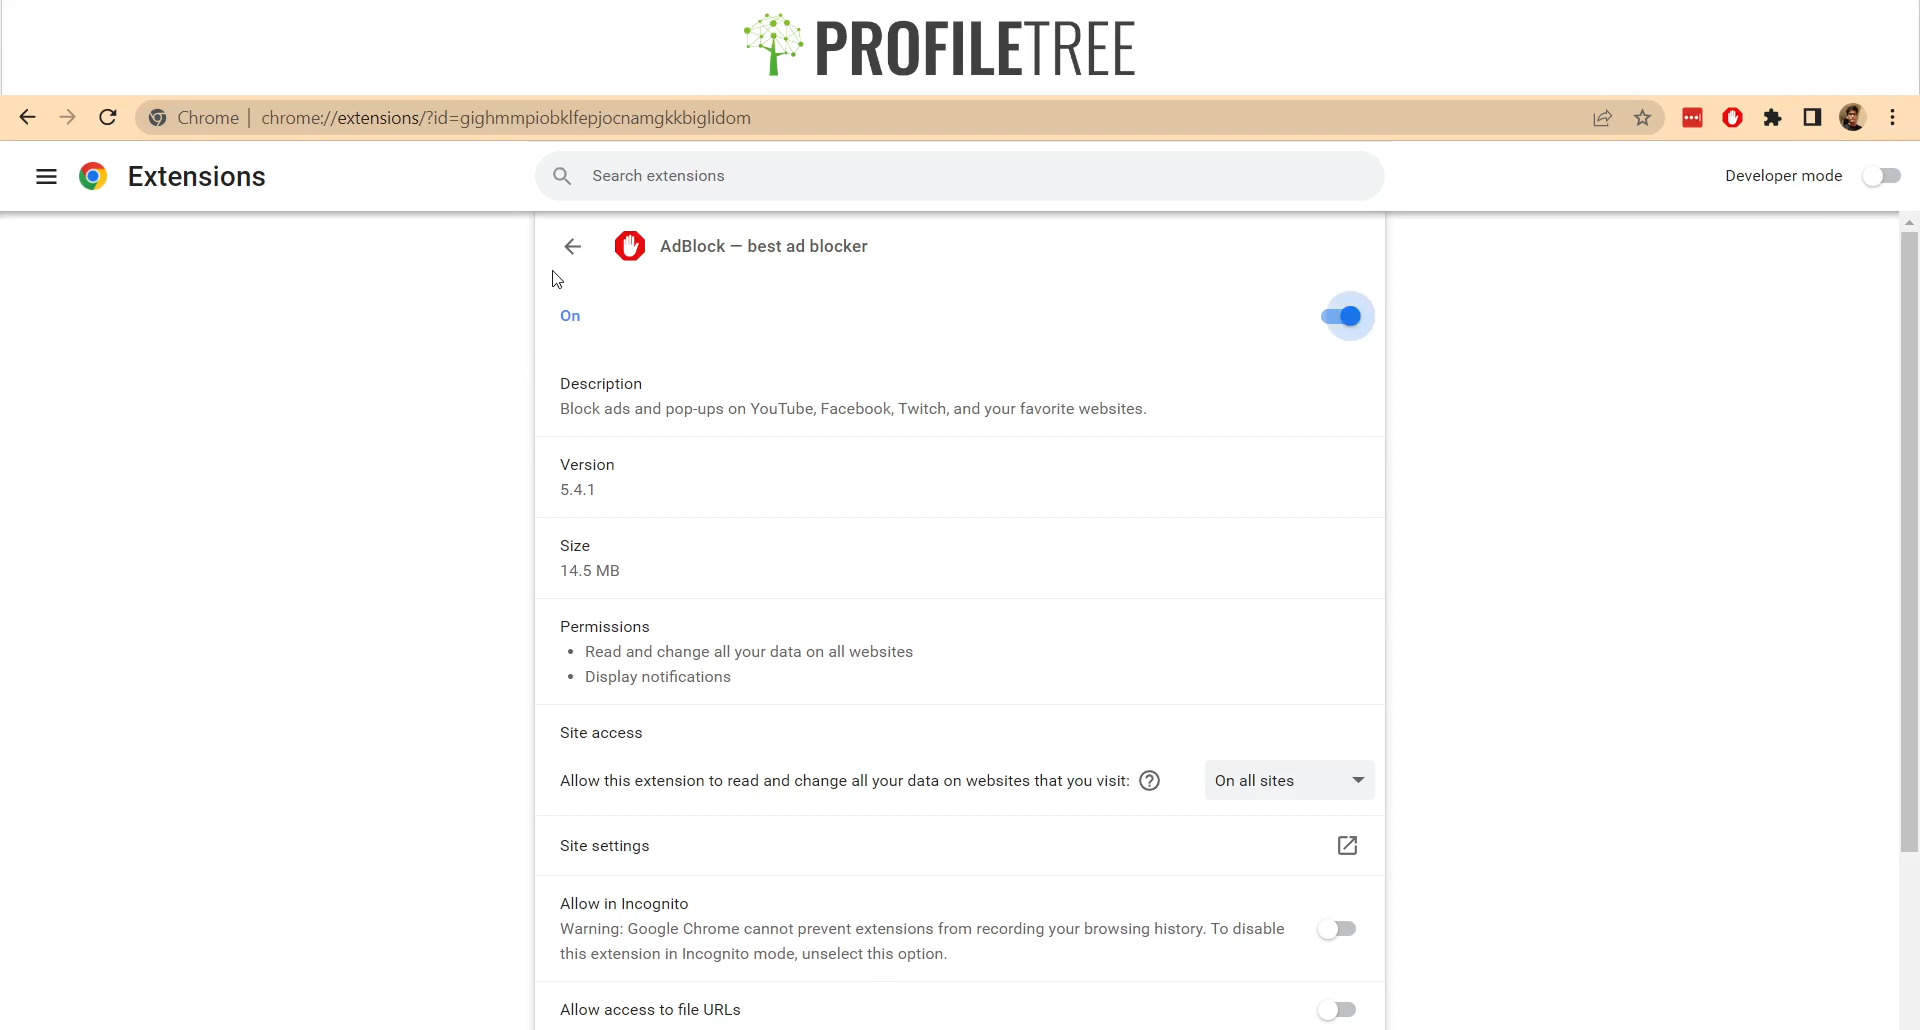 PROFILETREE
Chrome | chrome://extensions/?id=gighmmpiobklfepjocnamgkkbiglidom
Extensions
Search extensions
Developer mode
AdBlock — best ad blocker
On
Description
Block ads and pop-ups on YouTube, Facebook, Twitch, and your favorite websites.
Version
5.4.1
Size
14.5 MB
Permissions
• Read and change all your data on all websites
• Display notifications
Site access
Allow this extension to read and change all your data on websites that you visit:
On all sites
Site settings
Allow in Incognito
Warning: Google Chrome cannot prevent extensions from recording your browsing history. To disable
this extension in Incognito mode, unselect this option.
Allow access to file URLs